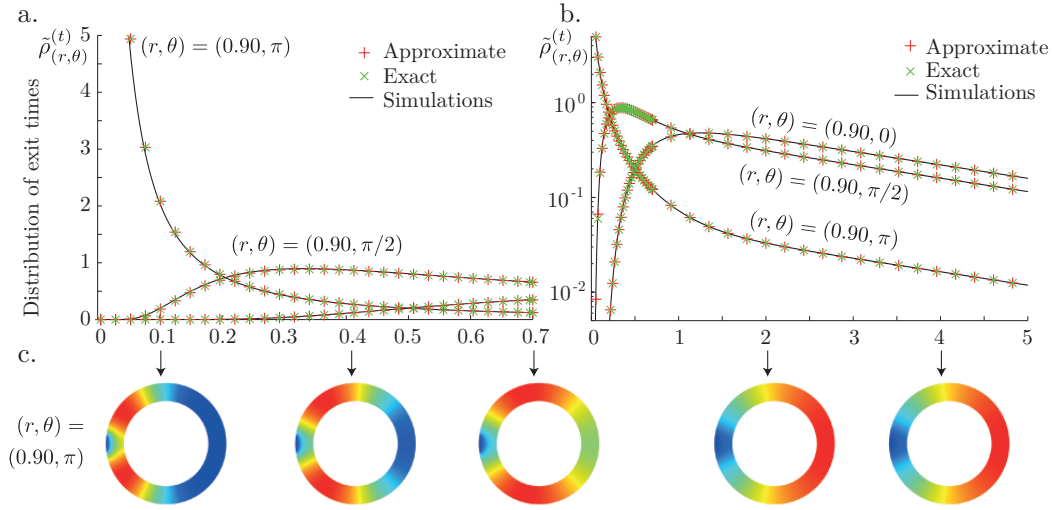 a.
ρ̃_{(r,θ)}^{(t)}
(r, θ) = (0.90, π)
+ Approximate
× Exact
— Simulations
(r, θ) = (0.90, π/2)
Distribution of exit times
5
4
3
2
1
0
0 0.1 0.2 0.3 0.4 0.5 0.6 0.7
b.
ρ̃_{(r,θ)}^{(t)}
+ Approximate
× Exact
— Simulations
(r, θ) = (0.90, 0)
(r, θ) = (0.90, π/2)
(r, θ) = (0.90, π)
10^0
10^{-1}
10^{-2}
0 1 2 3 4 5
c.
(r, θ) =
(0.90, π)